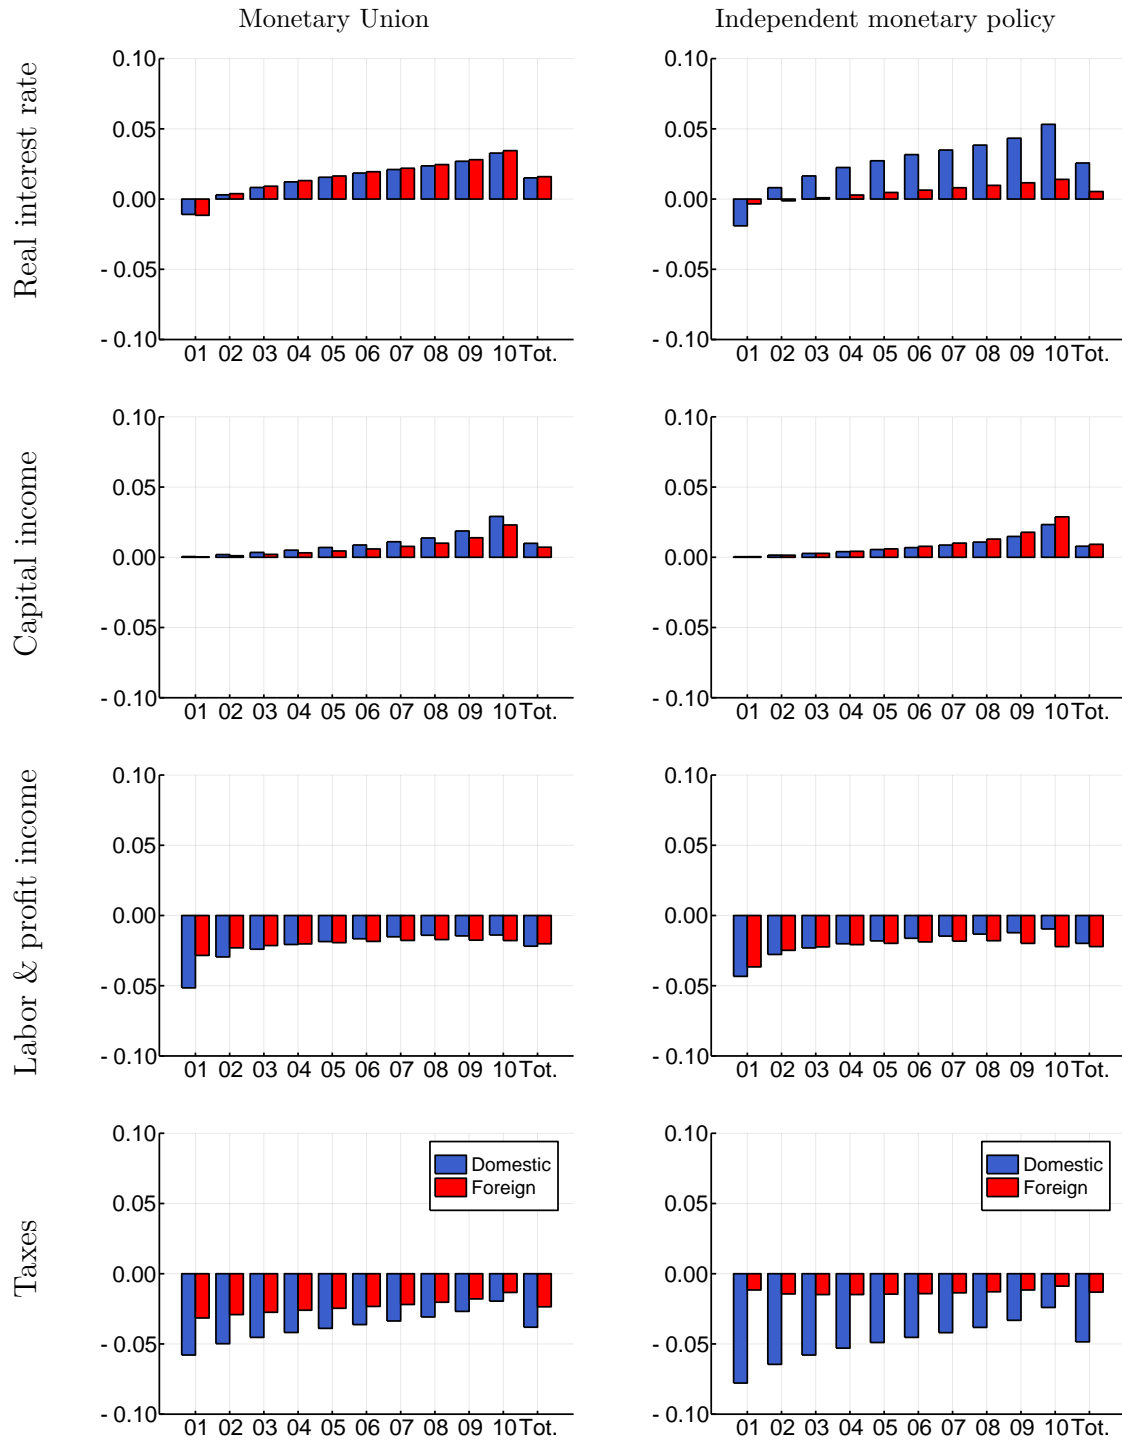 Monetary Union
Independent monetary policy
Real interest rate
0.10
0.05
0.00
- 0.05
- 0.10
01 02 03 04 05 06 07 08 09 10 Tot.
0.10
0.05
0.00
- 0.05
- 0.10
01 02 03 04 05 06 07 08 09 10 Tot.
Capital income
0.10
0.05
0.00
- 0.05
- 0.10
01 02 03 04 05 06 07 08 09 10 Tot.
0.10
0.05
0.00
- 0.05
- 0.10
01 02 03 04 05 06 07 08 09 10 Tot.
Labor & profit income
0.10
0.05
0.00
- 0.05
- 0.10
01 02 03 04 05 06 07 08 09 10 Tot.
0.10
0.05
0.00
- 0.05
- 0.10
01 02 03 04 05 06 07 08 09 10 Tot.
Taxes
0.10
0.05
0.00
- 0.05
- 0.10
Domestic
Foreign
01 02 03 04 05 06 07 08 09 10 Tot.
0.10
0.05
0.00
- 0.05
- 0.10
Domestic
Foreign
01 02 03 04 05 06 07 08 09 10 Tot.